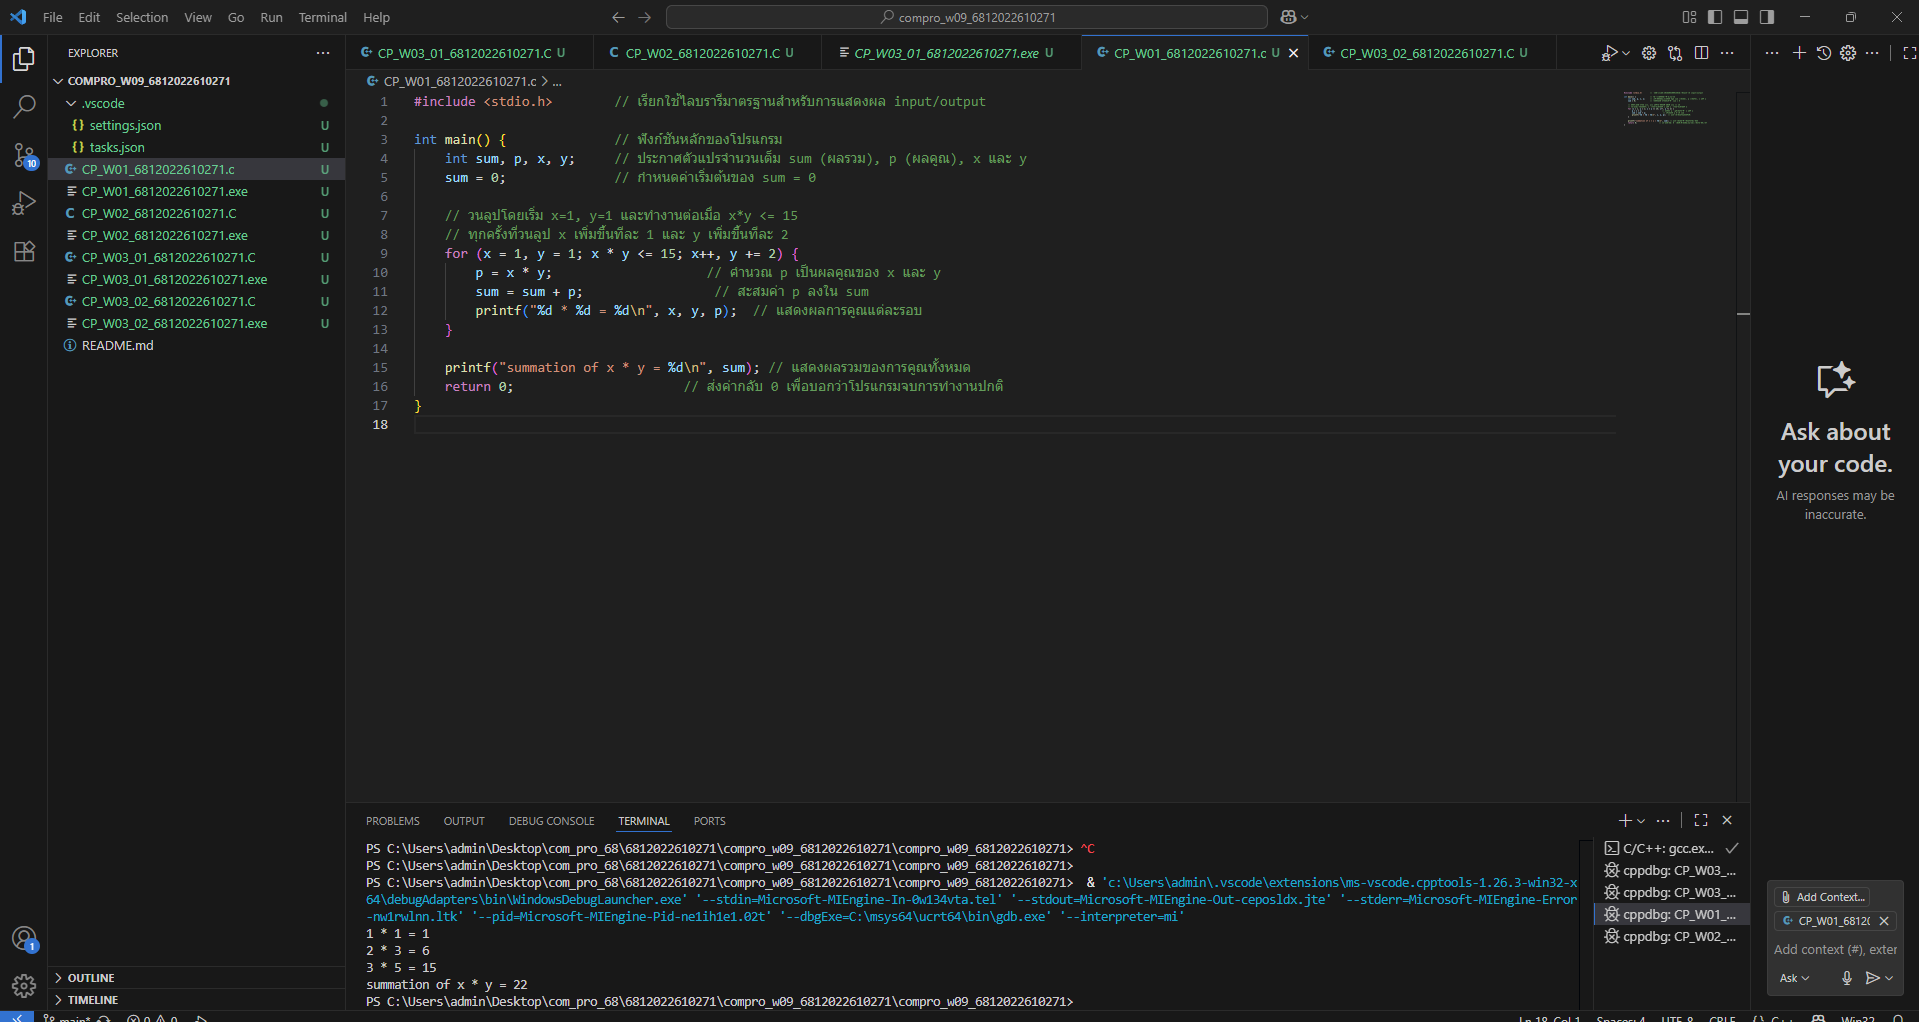 File Edit Selection View Go Run Terminal Help
compro_w09_6812022610271
EXPLORER
COMPRO_W09_6812022610271
.vscode
settings.json U
tasks.json U
CP_W01_6812022610271.c U
CP_W01_6812022610271.exe U
CP_W02_6812022610271.C U
CP_W02_6812022610271.exe U
CP_W03_01_6812022610271.C U
CP_W03_01_6812022610271.exe U
CP_W03_02_6812022610271.C U
CP_W03_02_6812022610271.exe U
README.md
OUTLINE
TIMELINE
10
1
CP_W03_01_6812022610271.C U CP_W02_6812022610271.C U CP_W03_01_6812022610271.exe U CP_W01_6812022610271.c U CP_W03_02_6812022610271.C U
CP_W01_6812022610271.c > ...
1 #include <stdio.h> // เรียกใช้ไลบรารีมาตรฐานสำหรับการแสดงผล input/output
2
3 int main() { // ฟังก์ชันหลักของโปรแกรม
4 int sum, p, x, y; // ประกาศตัวแปรจำนวนเต็ม sum (ผลรวม), p (ผลคูณ), x และ y
5 sum = 0; // กำหนดค่าเริ่มต้นของ sum = 0
6
7 // วนลูปโดยเริ่ม x=1, y=1 และทำงานต่อเมื่อ x*y <= 15
8 // ทุกครั้งที่วนลูป x เพิ่มขึ้นทีละ 1 และ y เพิ่มขึ้นทีละ 2
9 for (x = 1, y = 1; x * y <= 15; x++, y += 2) {
10 p = x * y; // คำนวณ p เป็นผลคูณของ x และ y
11 sum = sum + p; // สะสมค่า p ลงใน sum
12 printf("%d * %d = %d\n", x, y, p); // แสดงผลการคูณแต่ละรอบ
13 }
14
15 printf("summation of x * y = %d\n", sum); // แสดงผลรวมของการคูณทั้งหมด
16 return 0; // ส่งค่ากลับ 0 เพื่อบอกว่าโปรแกรมจบการทำงานปกติ
17 }
18
PROBLEMS OUTPUT DEBUG CONSOLE TERMINAL PORTS
PS C:\Users\admin\Desktop\com_pro_68\6812022610271\compro_w09_6812022610271> ^C
PS C:\Users\admin\Desktop\com_pro_68\6812022610271\compro_w09_6812022610271>
PS C:\Users\admin\Desktop\com_pro_68\6812022610271\compro_w09_6812022610271> & 'c:\Users\admin\.vscode\extensions\ms-vscode.cpptools-1.26.3-win32-x
64\debugAdapters\bin\WindowsDebugLauncher.exe' '--stdin=Microsoft-MIEngine-In-0w134vta.tel' '--stdout=Microsoft-MIEngine-Out-ceposldx.jte' '--stderr=Microsoft-MIEngine-Error
-nw1rwlnn.ltk' '--pid=Microsoft-MIEngine-Pid-ne1ih1e1.02t' '--dbgExe=C:\msys64\ucrt64\bin\gdb.exe' '--interpreter=mi'
1 * 1 = 1
2 * 3 = 6
3 * 5 = 15
summation of x * y = 22
PS C:\Users\admin\Desktop\com_pro_68\6812022610271\compro_w09_6812022610271>
C/C++: gcc.ex...
cppdbg: CP_W03_...
cppdbg: CP_W03_...
cppdbg: CP_W01_...
cppdbg: CP_W02_...
Ask about
your code.
AI responses may be
inaccurate.
Add Context...
CP_W01_6812(
Add context (#), exter
Ask
main* 0 0 Ln 18, Col 1 Spaces: 4 UTF-8 CRLF {} C++ Win32